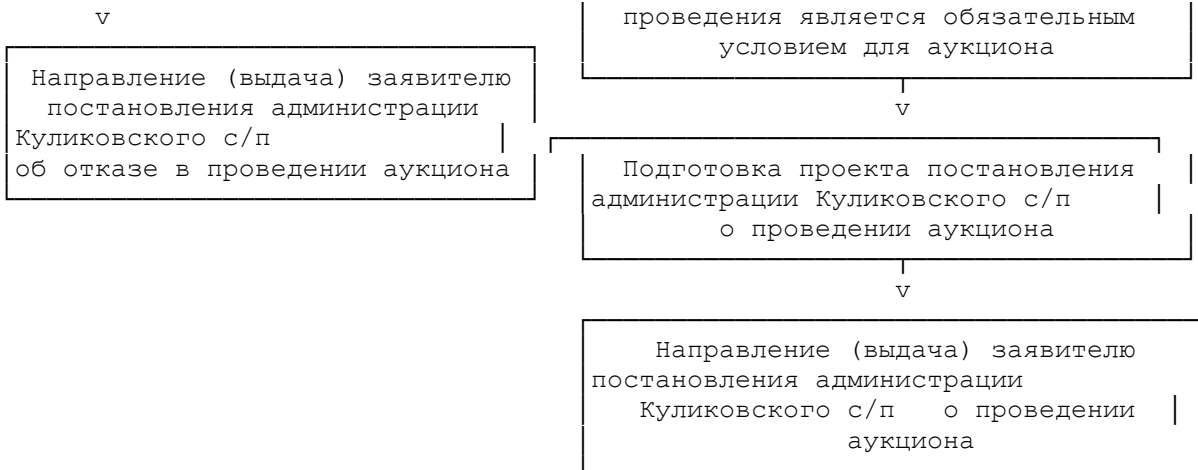 v
проведения является обязательным
условием для аукциона
Направление (выдача) заявителю
постановления администрации
Куликовского с/п
об отказе в проведении аукциона
v
Подготовка проекта постановления
администрации Куликовского с/п
о проведении аукциона
v
Направление (выдача) заявителю
постановления администрации
Куликовского с/п о проведении
аукциона